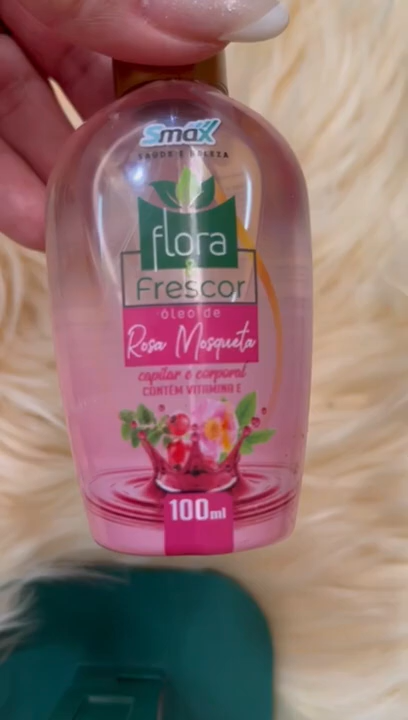 Smax
SAÚDE E BELEZA
flora
e
Frescor
óleo de
Rosa Mosqueta
capilar e corporal
CONTÉM VITAMINA E
100ml